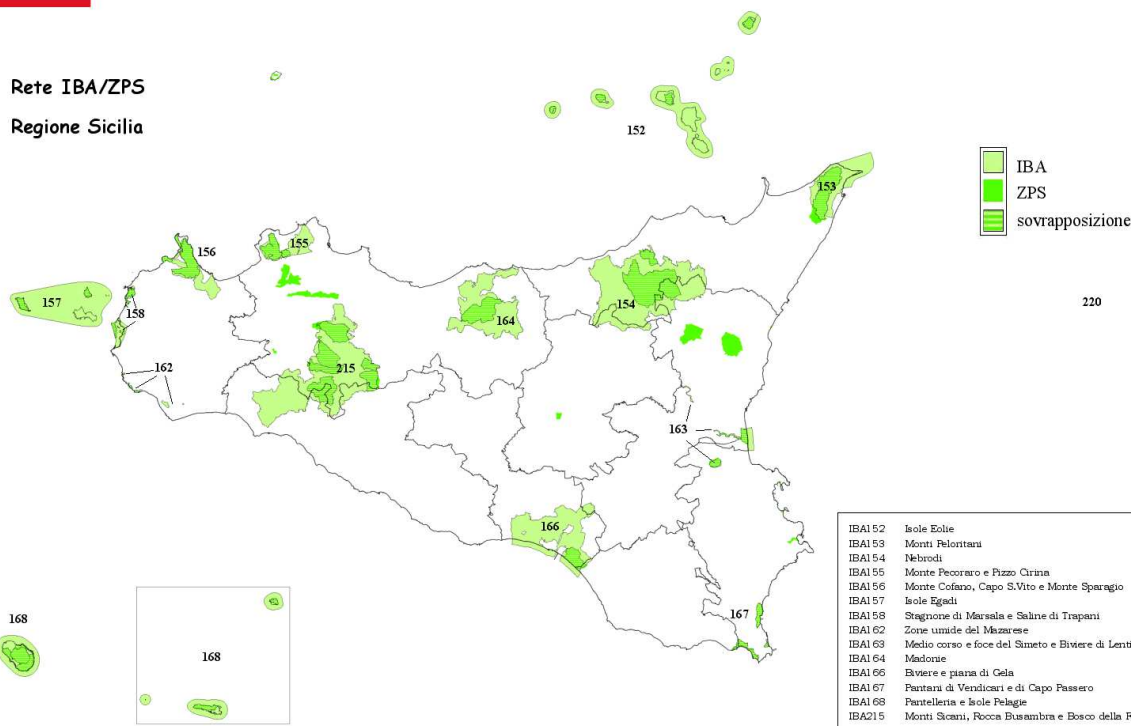 Rete IBA/ZPS
Regione Sicilia
152
153
IBA
ZPS
sovrapposizione
156
155
157
158
154
164
220
162
215
163
166
167
168
168
IBA152 Isole Eolie
IBA153 Monti Peloritani
IBA154 Nebrodi
IBA155 Monte Pecoraro e Pizzo Cirina
IBA156 Monte Cofano, Capo S.Vito e Monte Sparagio
IBA157 Isole Egadi
IBA158 Stagnone di Marsala e Saline di Trapani
IBA162 Zone umide del Mazarese
IBA163 Medio corso e foce del Simeto e Biviere di Lenti
IBA164 Madonie
IBA166 Biviere e piana di Gela
IBA167 Pantani di Vendicari e di Capo Passero
IBA168 Pantelleria e Isole Pelagie
IBA215 Monti Sicani, Rocca Busambra e Bosco della F